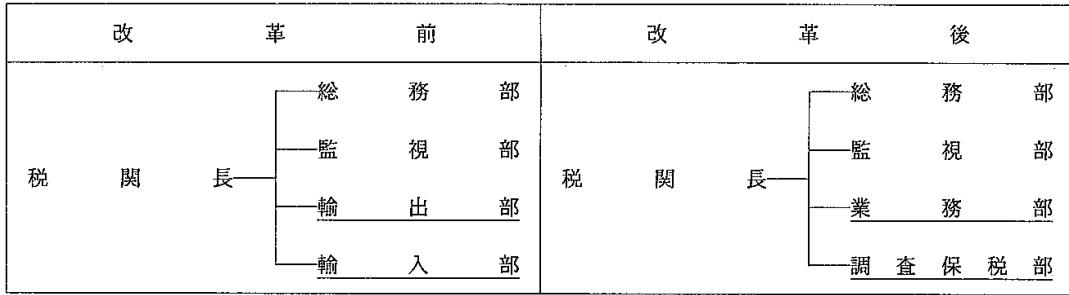 改革前
税関長
総務部
監視部
輸出部
輸入部
改革後
税関長
総務部
監視部
業務部
調査保税部